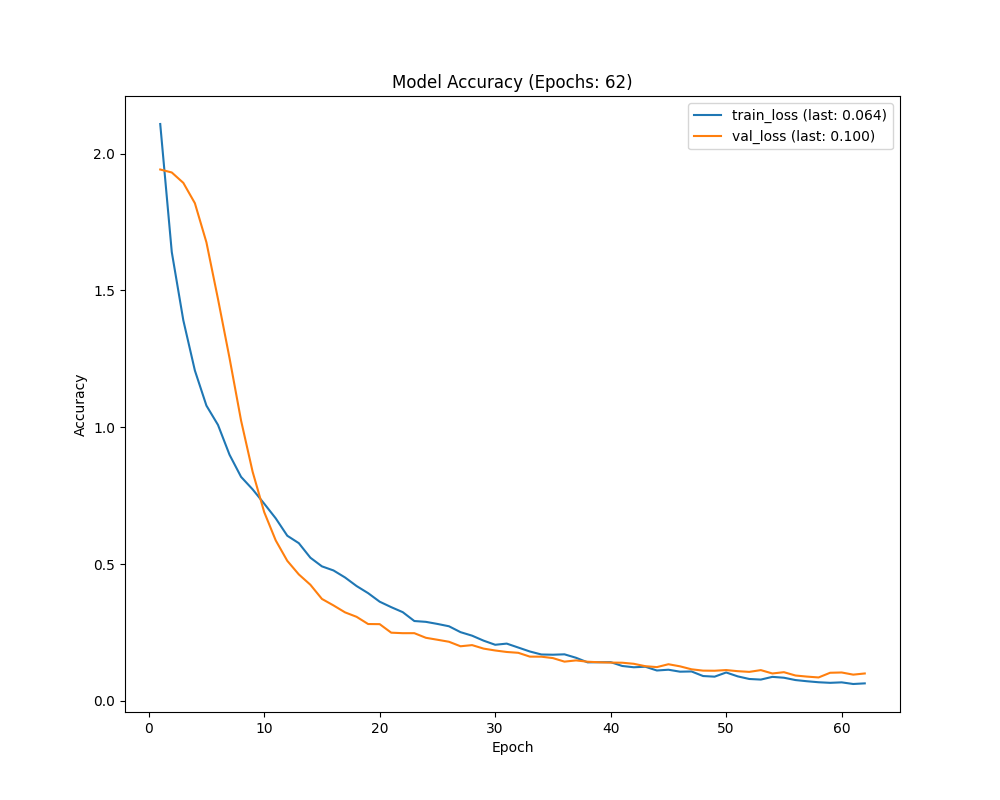 Model Accuracy (Epochs: 62)
train_loss (last: 0.064)
val_loss (last: 0.100)
Accuracy
2.0
1.5
1.0
0.5
0.0
0 10 20 30 40 50 60
Epoch